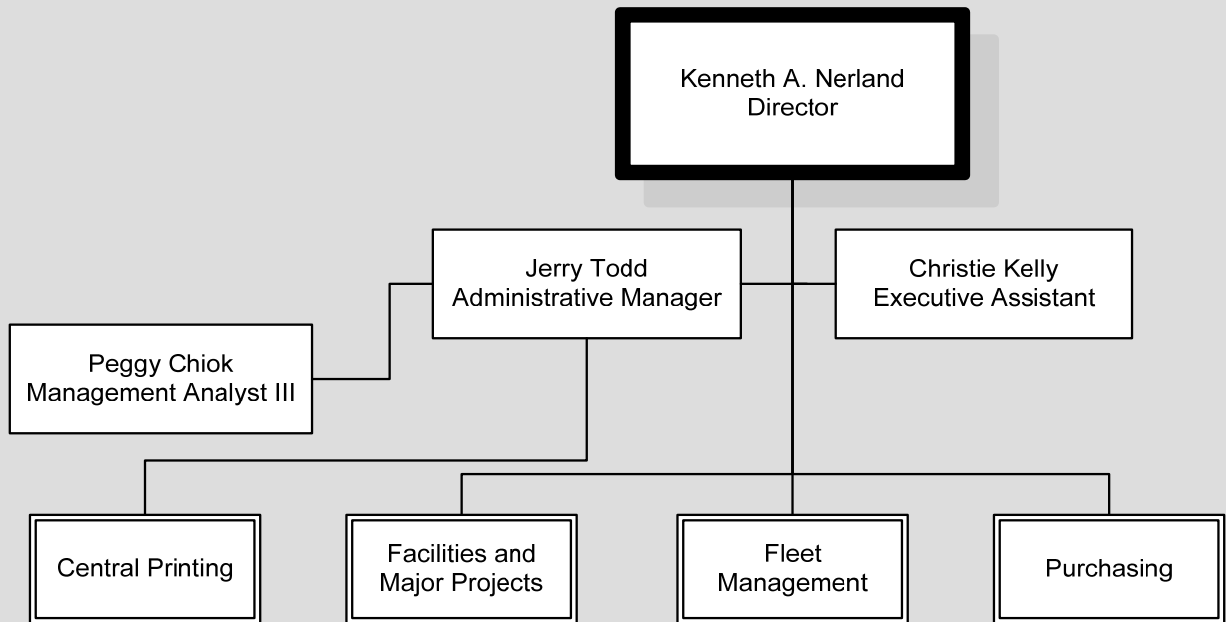 Kenneth A. Nerland
Director
Jerry Todd
Administrative Manager
Christie Kelly
Executive Assistant
Peggy Chiok
Management Analyst III
Central Printing
Facilities and
Major Projects
Fleet
Management
Purchasing